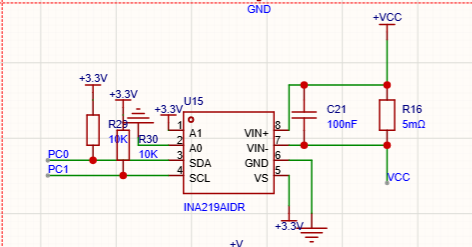 GND
+VCC
+3.3V
+3.3V
+3.3V
U15
R29
10K
R30
10K
1
2
3
4
A1
A0
SDA
SCL
VIN+
VIN-
GND
VS
8
7
6
5
C21
100nF
R16
5mΩ
PC0
PC1
VCC
INA219AIDR
+3.3V
+V